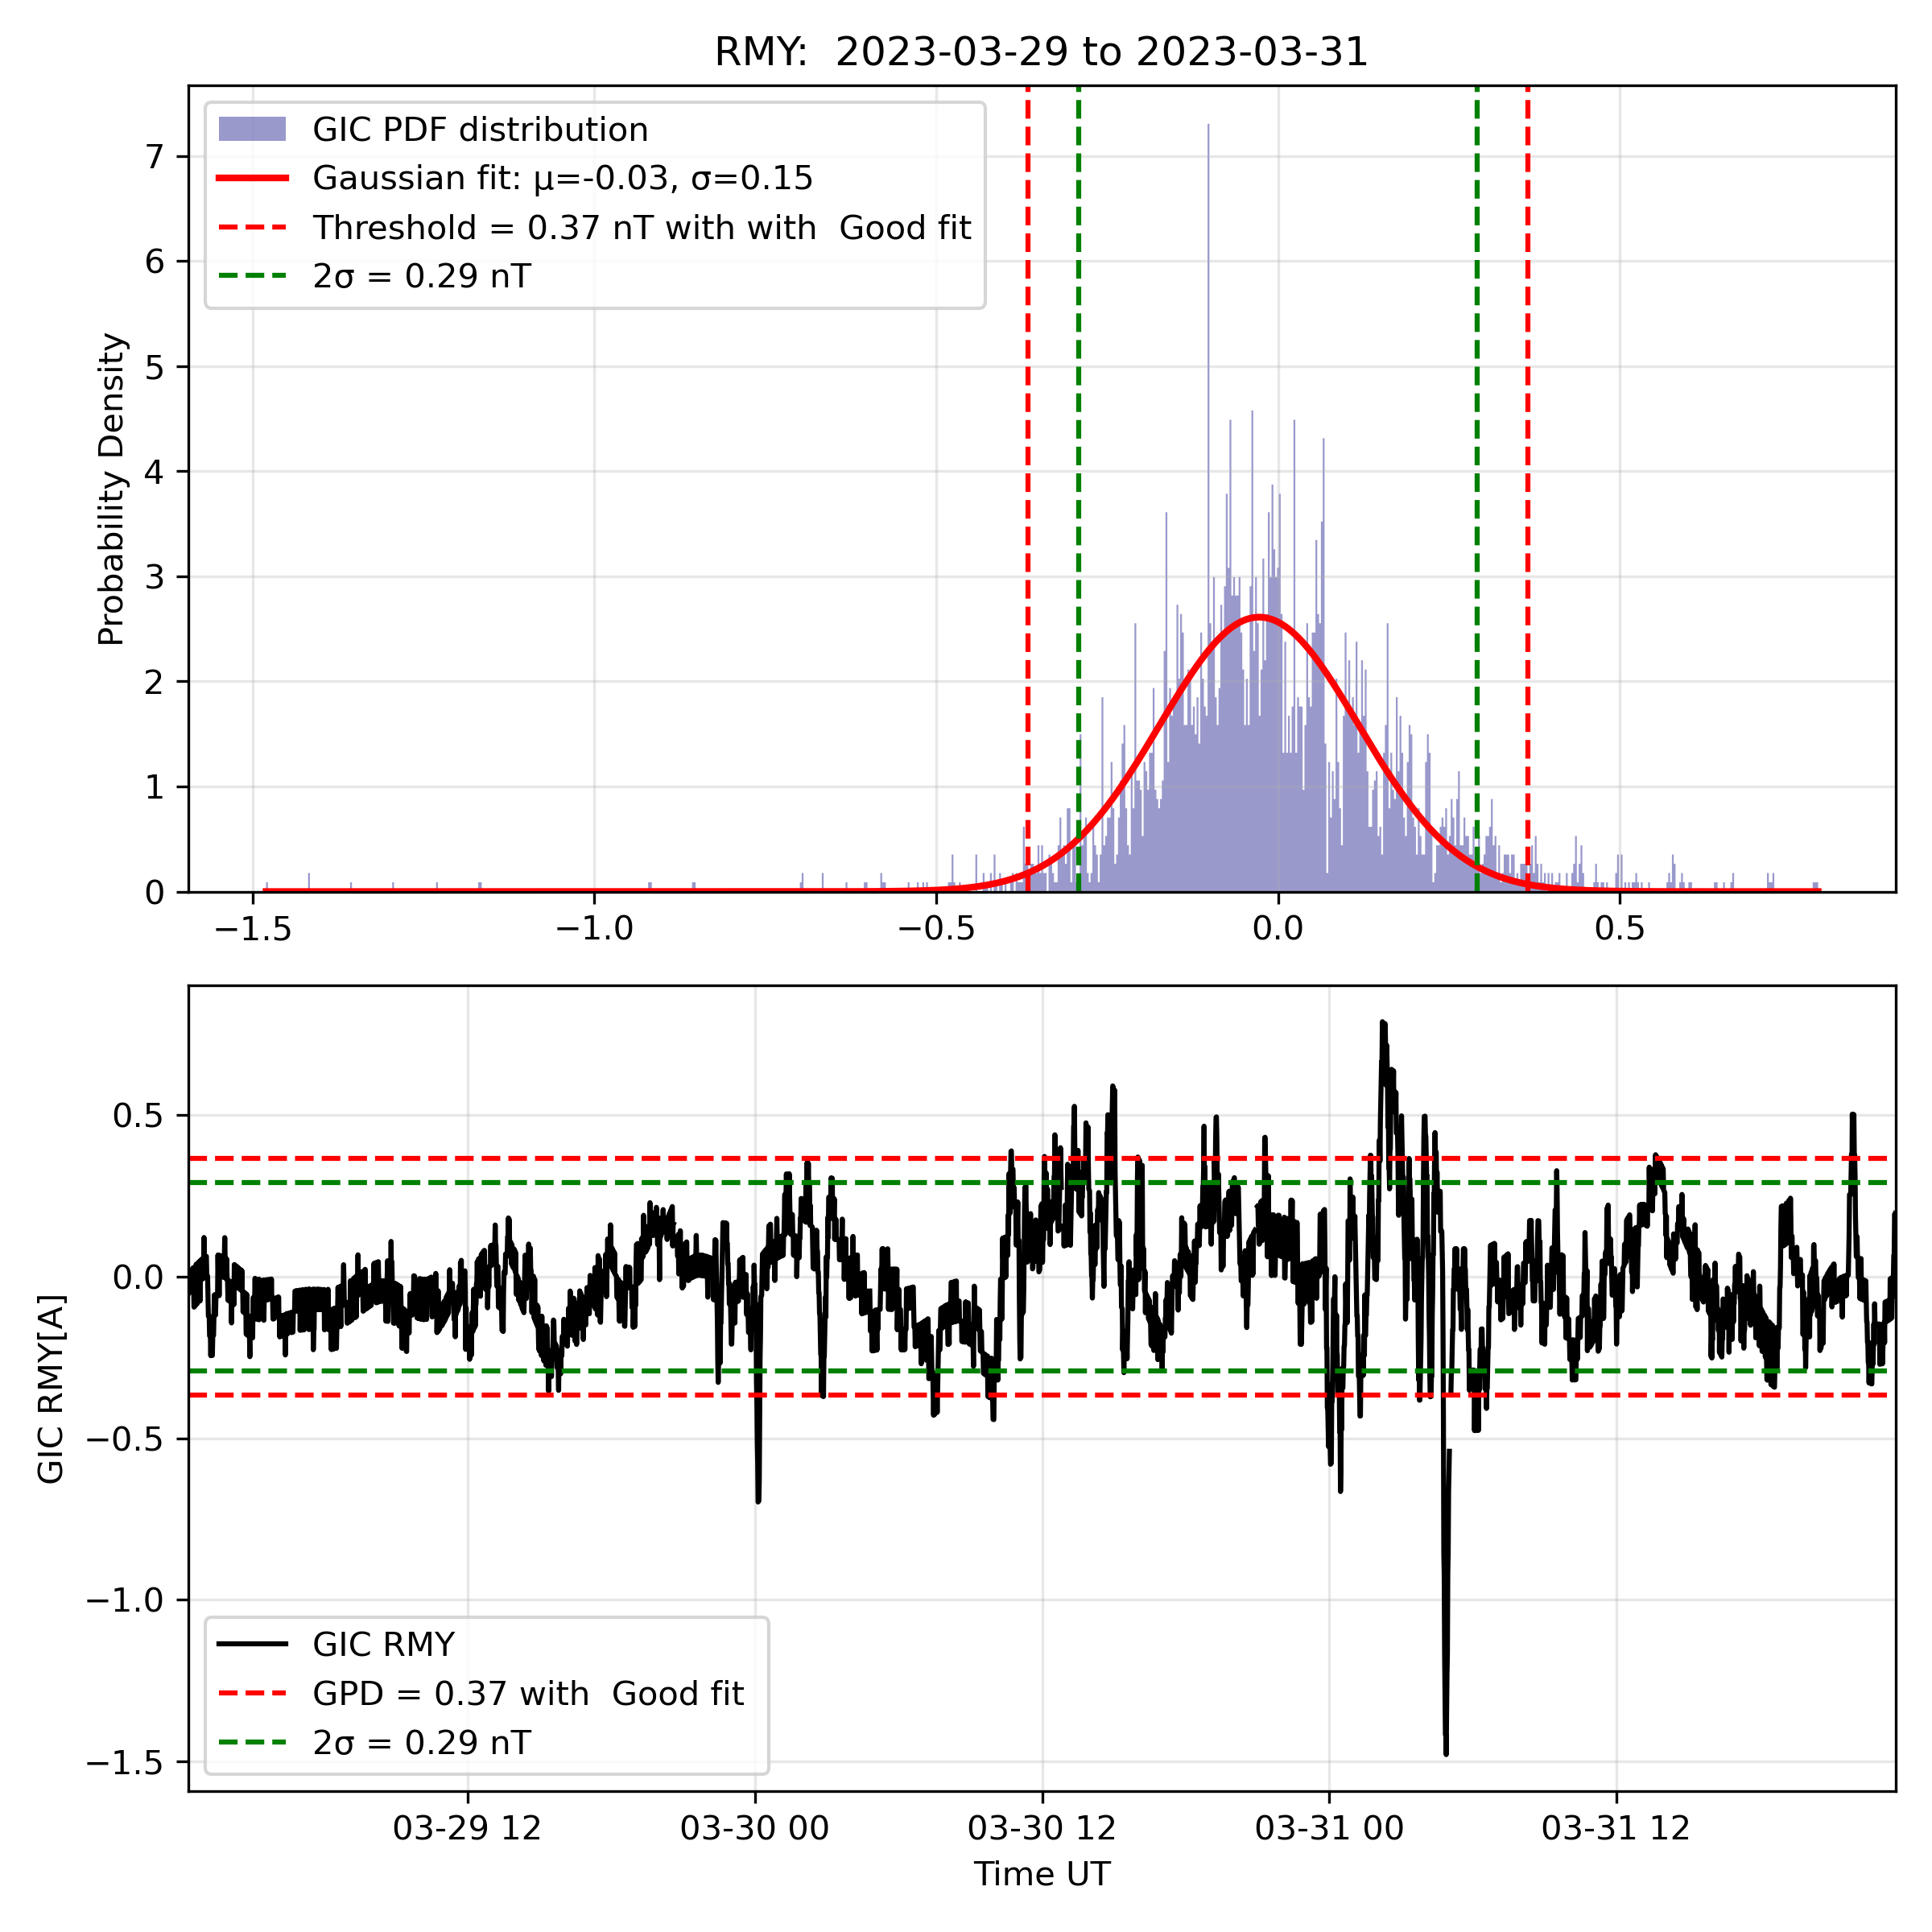 RMY:  2023-03-29 to 2023-03-31
GIC PDF distribution
Gaussian fit: μ=-0.03, σ=0.15
Threshold = 0.37 nT with with  Good fit
2σ = 0.29 nT
Probability Density
7
6
5
4
3
2
1
0
−1.5
−1.0
−0.5
0.0
0.5
GIC RMY[A]
0.5
0.0
−0.5
−1.0
−1.5
GIC RMY
GPD = 0.37 with  Good fit
2σ = 0.29 nT
03-29 12
03-30 00
03-30 12
03-31 00
03-31 12
Time UT